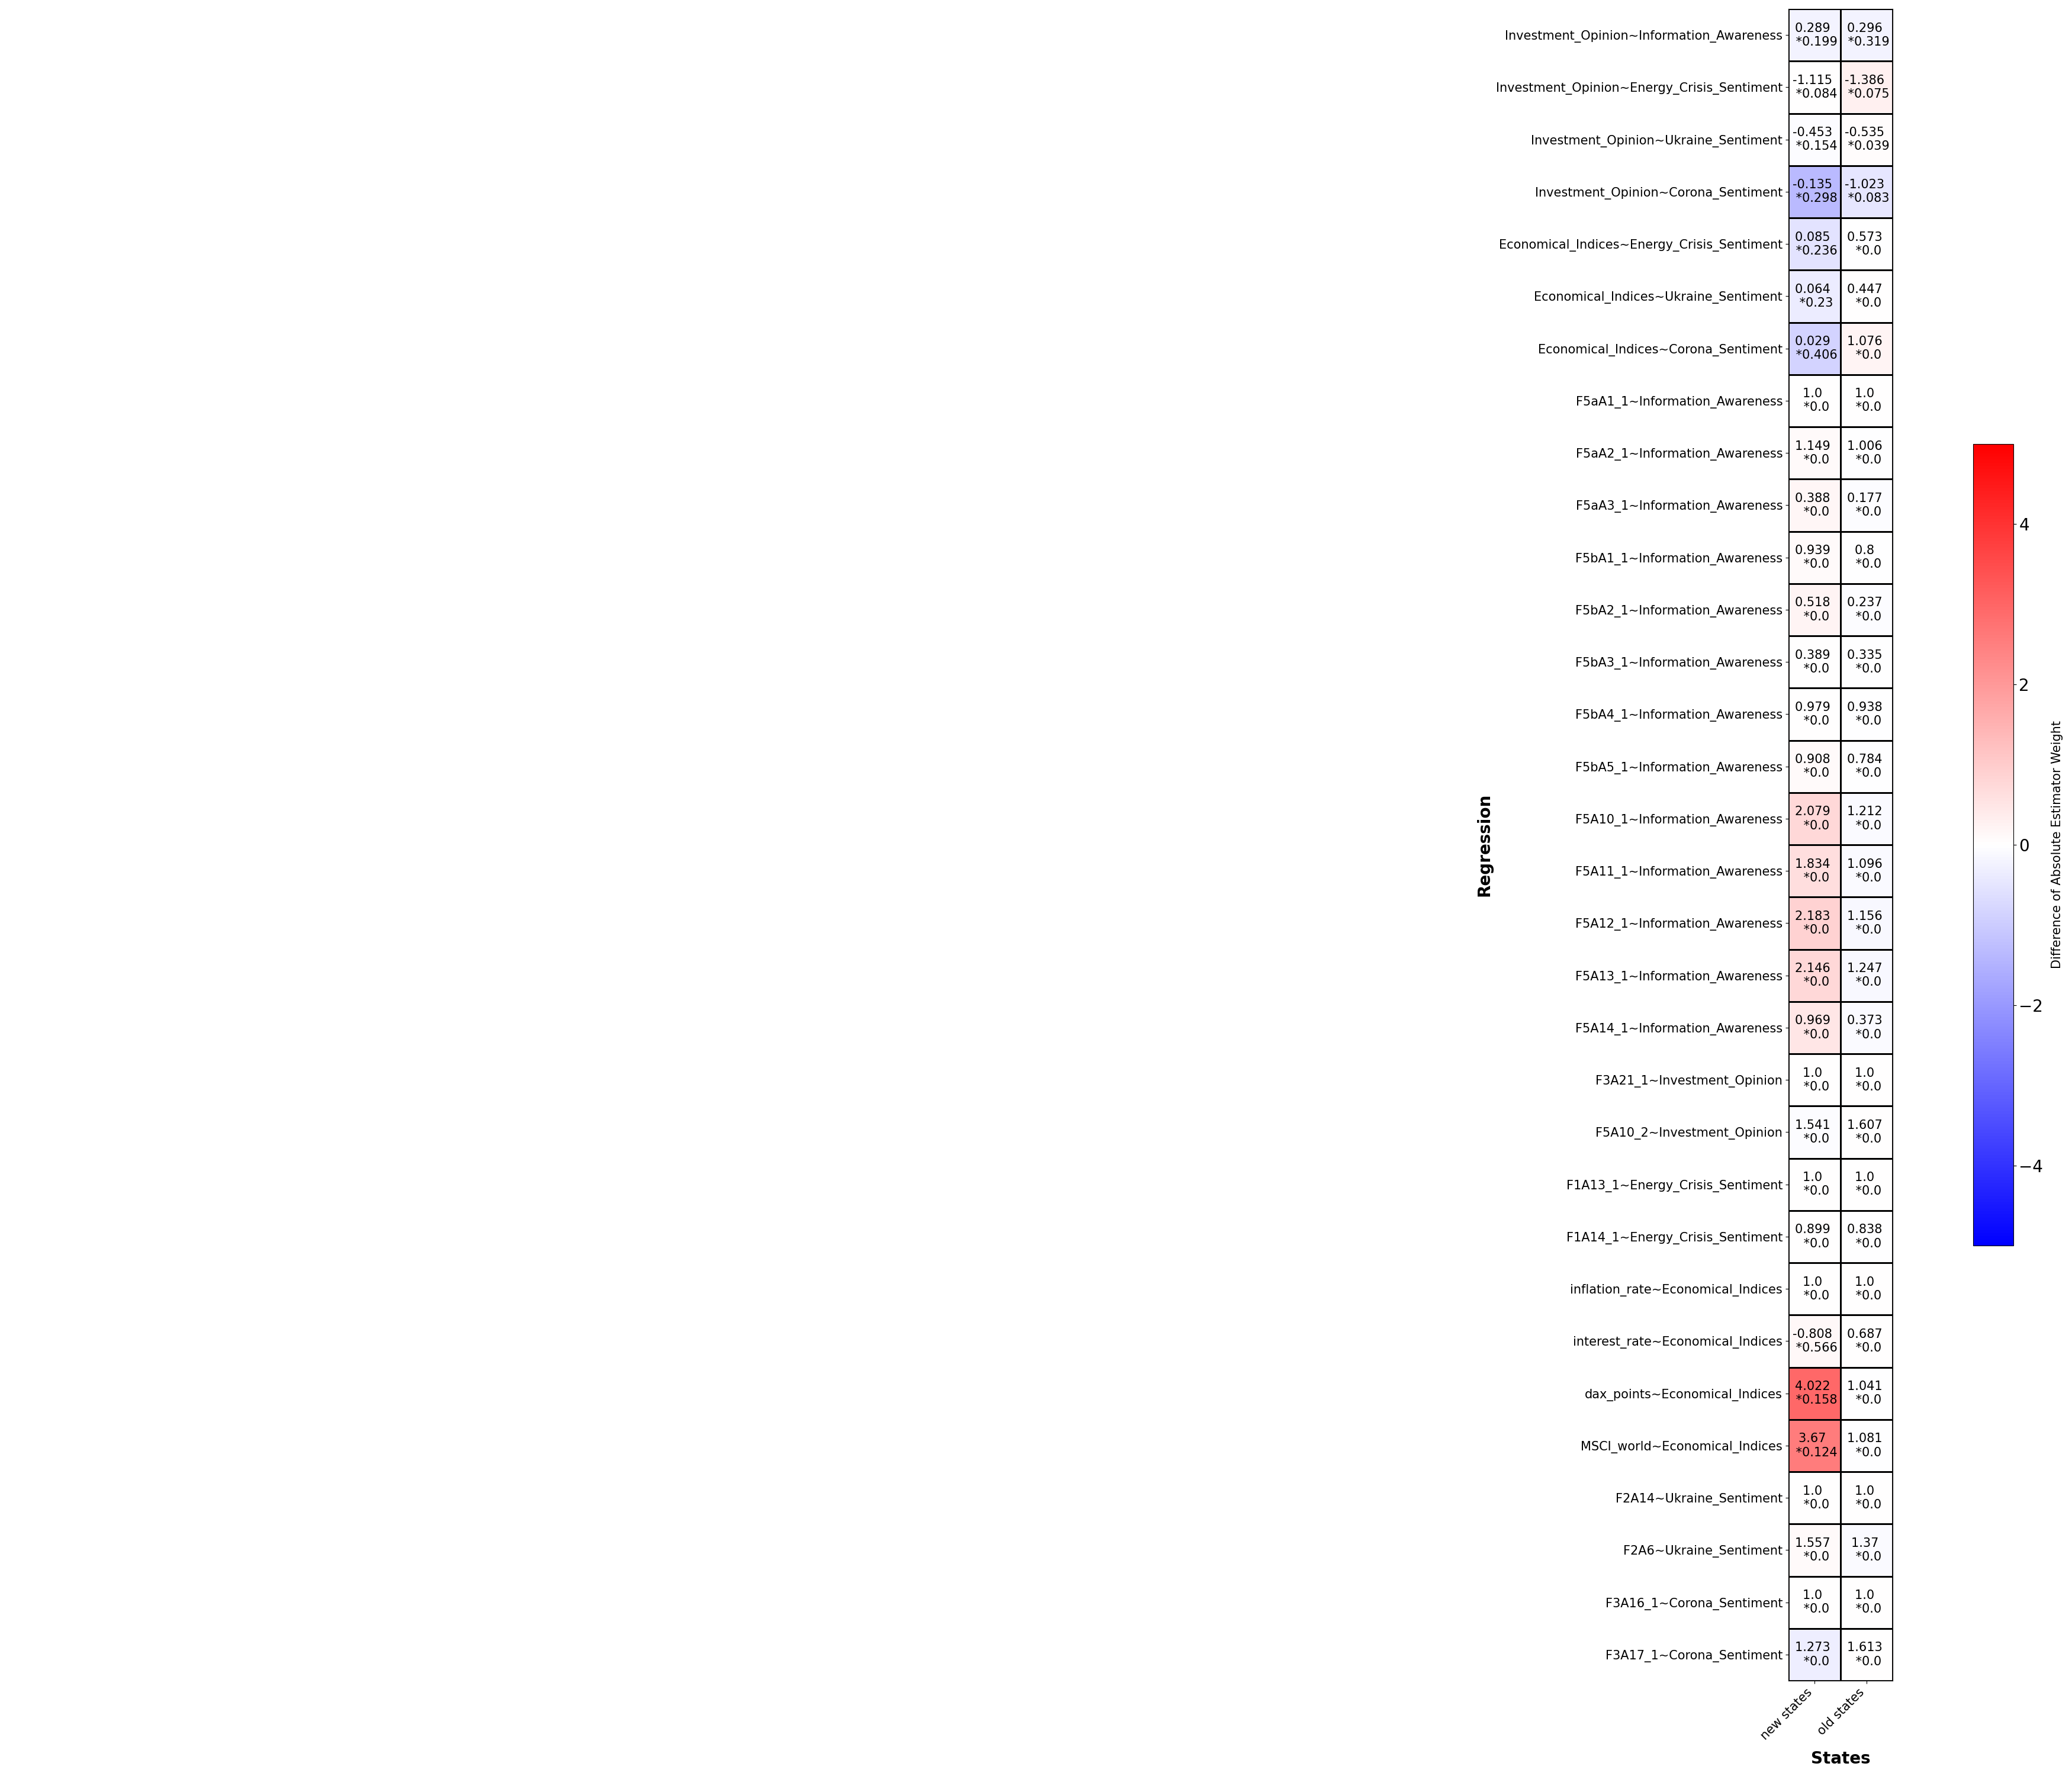 Investment_Opinion~Information_Awareness 0.289 0.296
*0.199 *0.319
Investment_Opinion~Energy_Crisis_Sentiment -1.115 -1.386
*0.084 *0.075
Investment_Opinion~Ukraine_Sentiment -0.453 -0.535
*0.154 *0.039
Investment_Opinion~Corona_Sentiment -0.135 -1.023
*0.298 *0.083
Economical_Indices~Energy_Crisis_Sentiment 0.085 0.573
*0.236 *0.0
Economical_Indices~Ukraine_Sentiment 0.064 0.447
*0.23 *0.0
Economical_Indices~Corona_Sentiment 0.029 1.076
*0.406 *0.0
F5aA1_1~Information_Awareness 1.0 1.0
*0.0 *0.0
F5aA2_1~Information_Awareness 1.149 1.006
*0.0 *0.0
F5aA3_1~Information_Awareness 0.388 0.177
*0.0 *0.0
F5bA1_1~Information_Awareness 0.939 0.8
*0.0 *0.0
F5bA2_1~Information_Awareness 0.518 0.237
*0.0 *0.0
F5bA3_1~Information_Awareness 0.389 0.335
*0.0 *0.0
F5bA4_1~Information_Awareness 0.979 0.938
*0.0 *0.0
F5bA5_1~Information_Awareness 0.908 0.784
*0.0 *0.0
F5A10_1~Information_Awareness 2.079 1.212
*0.0 *0.0
F5A11_1~Information_Awareness 1.834 1.096
*0.0 *0.0
F5A12_1~Information_Awareness 2.183 1.156
*0.0 *0.0
F5A13_1~Information_Awareness 2.146 1.247
*0.0 *0.0
F5A14_1~Information_Awareness 0.969 0.373
*0.0 *0.0
F3A21_1~Investment_Opinion 1.0 1.0
*0.0 *0.0
F5A10_2~Investment_Opinion 1.541 1.607
*0.0 *0.0
F1A13_1~Energy_Crisis_Sentiment 1.0 1.0
*0.0 *0.0
F1A14_1~Energy_Crisis_Sentiment 0.899 0.838
*0.0 *0.0
inflation_rate~Economical_Indices 1.0 1.0
*0.0 *0.0
interest_rate~Economical_Indices -0.808 0.687
*0.566 *0.0
dax_points~Economical_Indices 4.022 1.041
*0.158 *0.0
MSCI_world~Economical_Indices 3.67 1.081
*0.124 *0.0
F2A14~Ukraine_Sentiment 1.0 1.0
*0.0 *0.0
F2A6~Ukraine_Sentiment 1.557 1.37
*0.0 *0.0
F3A16_1~Corona_Sentiment 1.0 1.0
*0.0 *0.0
F3A17_1~Corona_Sentiment 1.273 1.613
*0.0 *0.0
Regression
new states
old states
States
4
2
0
−2
−4
Difference of Absolute Estimator Weight